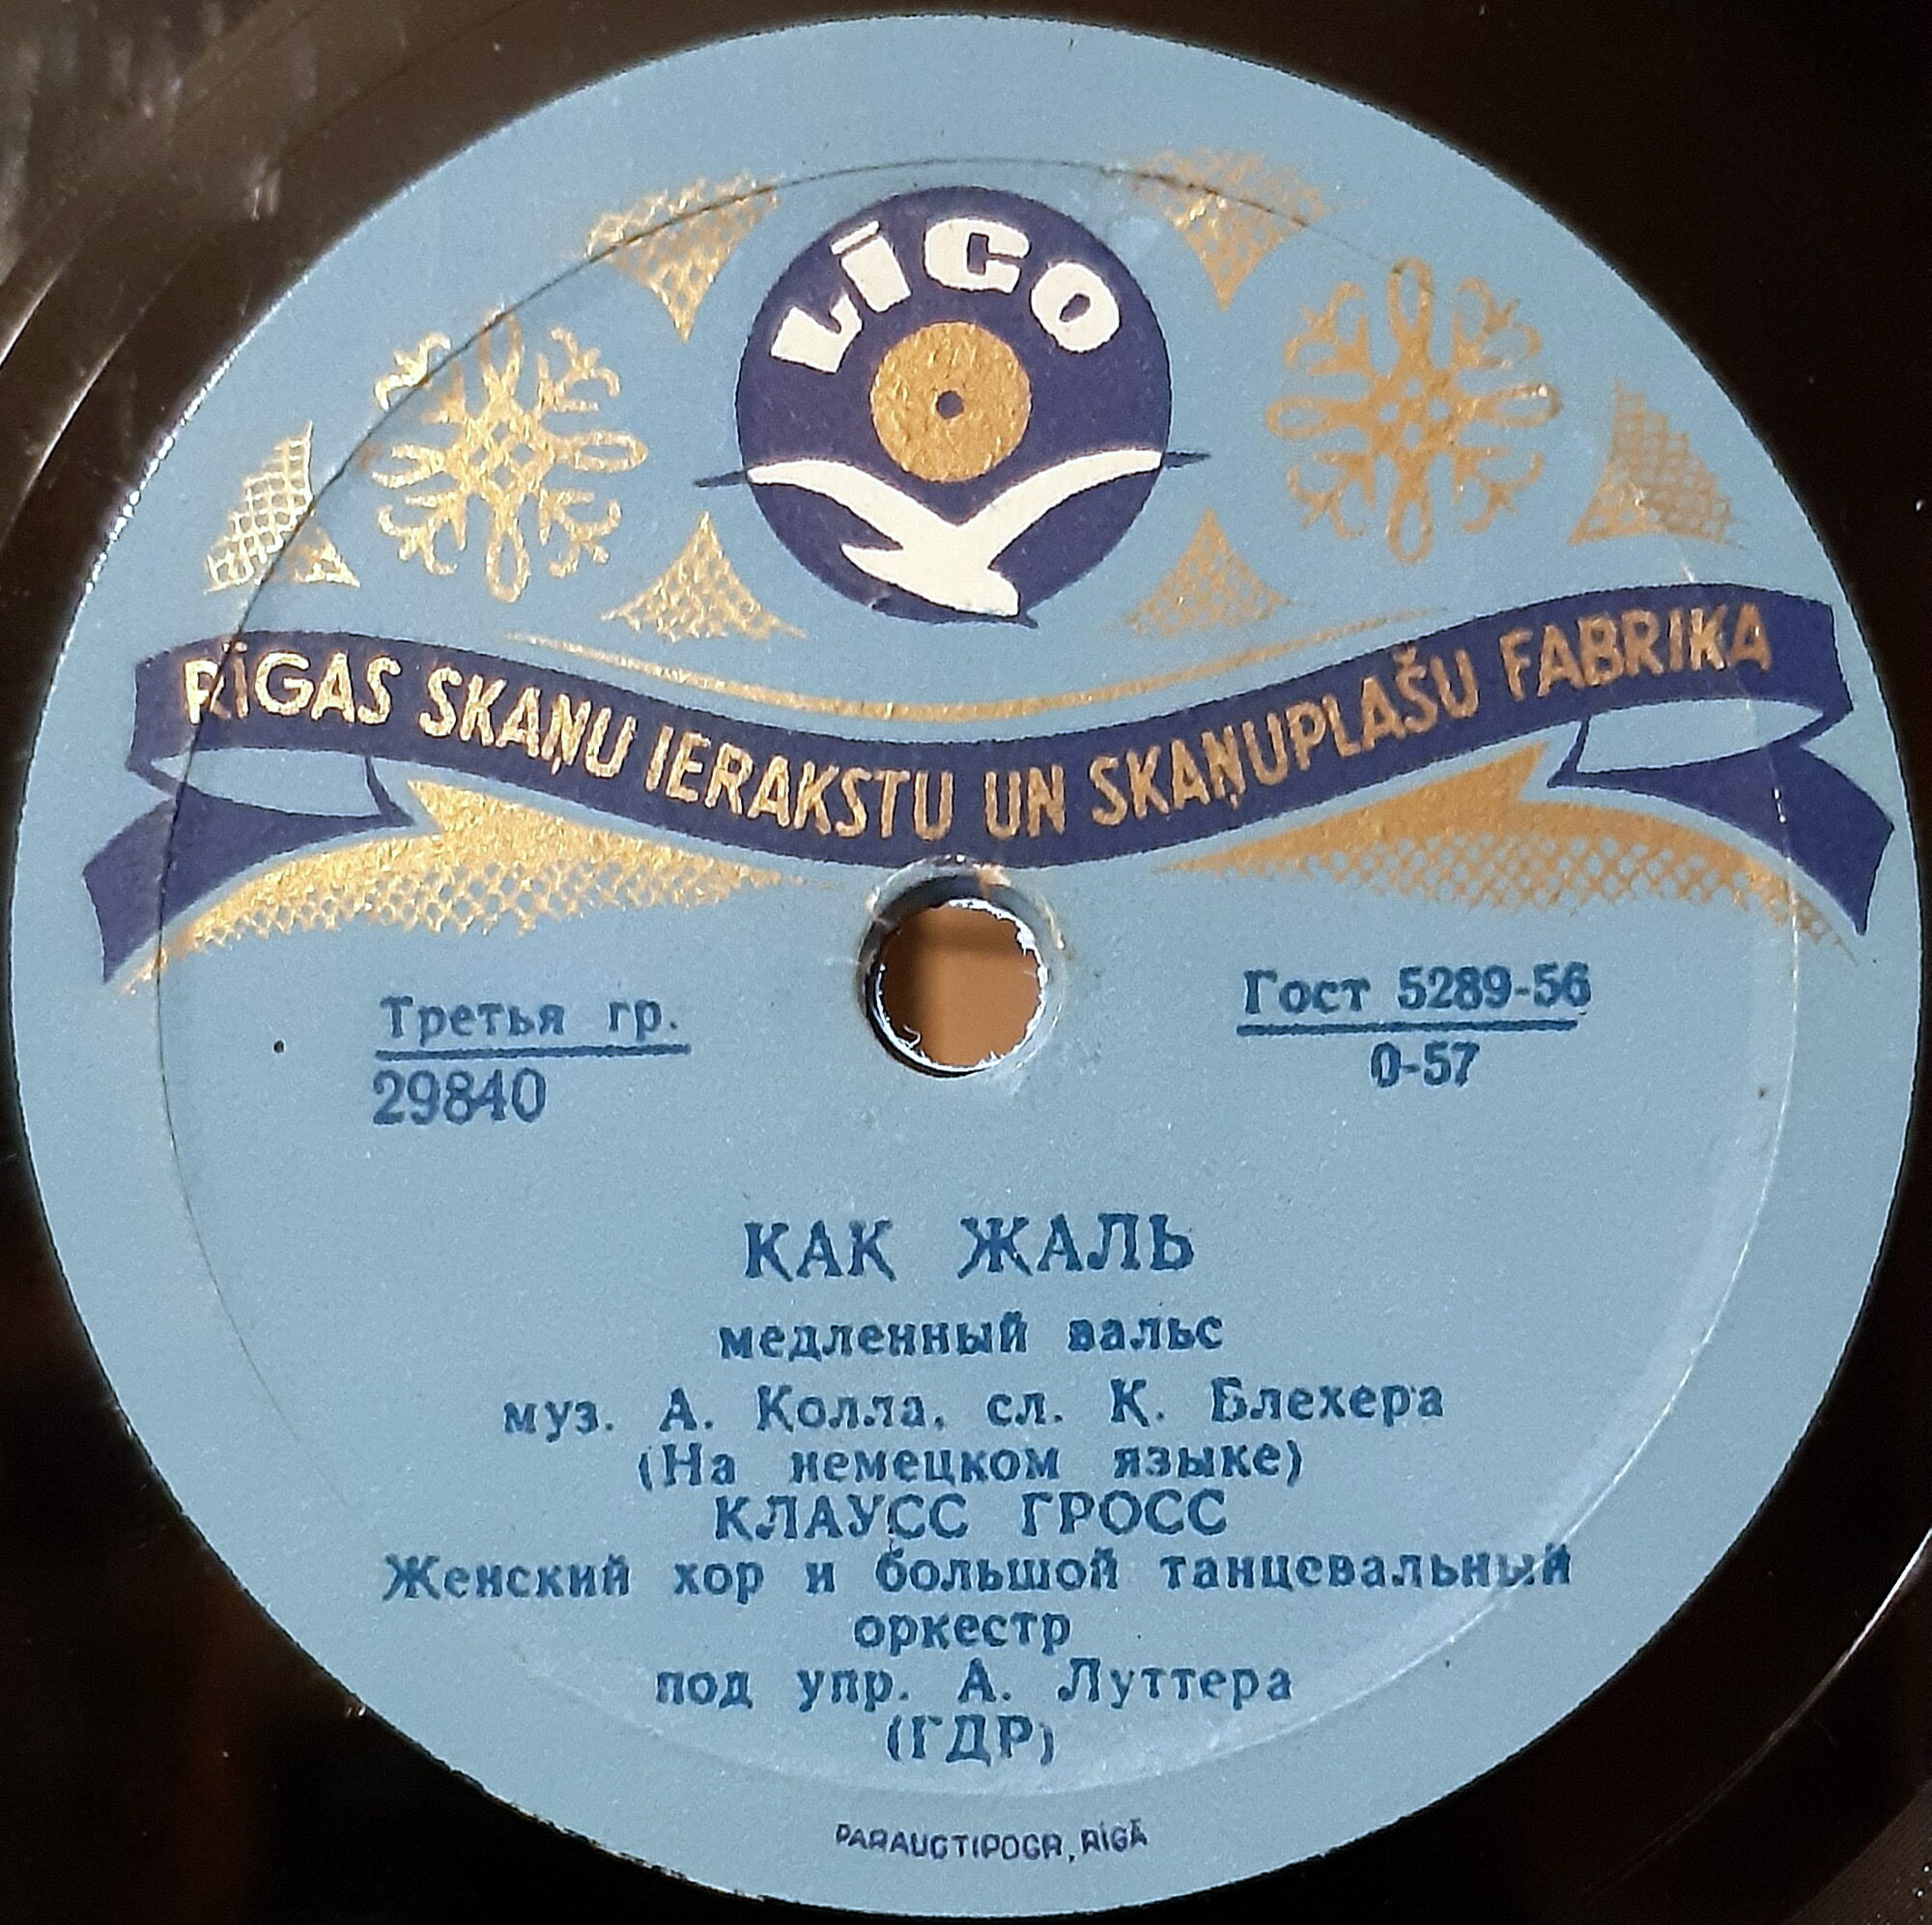 LĪGO
RĪGAS SKAŅU IERAKSTU UN SKAŅUPLAŠU FABRIKA
Третья гр.
29840
Гост 5289-56
0-57
КАК ЖАЛЬ
медленный вальс
муз. А. Колла, сл. К. Блехера
(На немецком языке)
КЛАУСС ГРОСС
Женский хор и большой танцевальный
оркестр
под упр. А. Луттера
(ГДР)
PARAUGTIPOGR, RĪGĀ